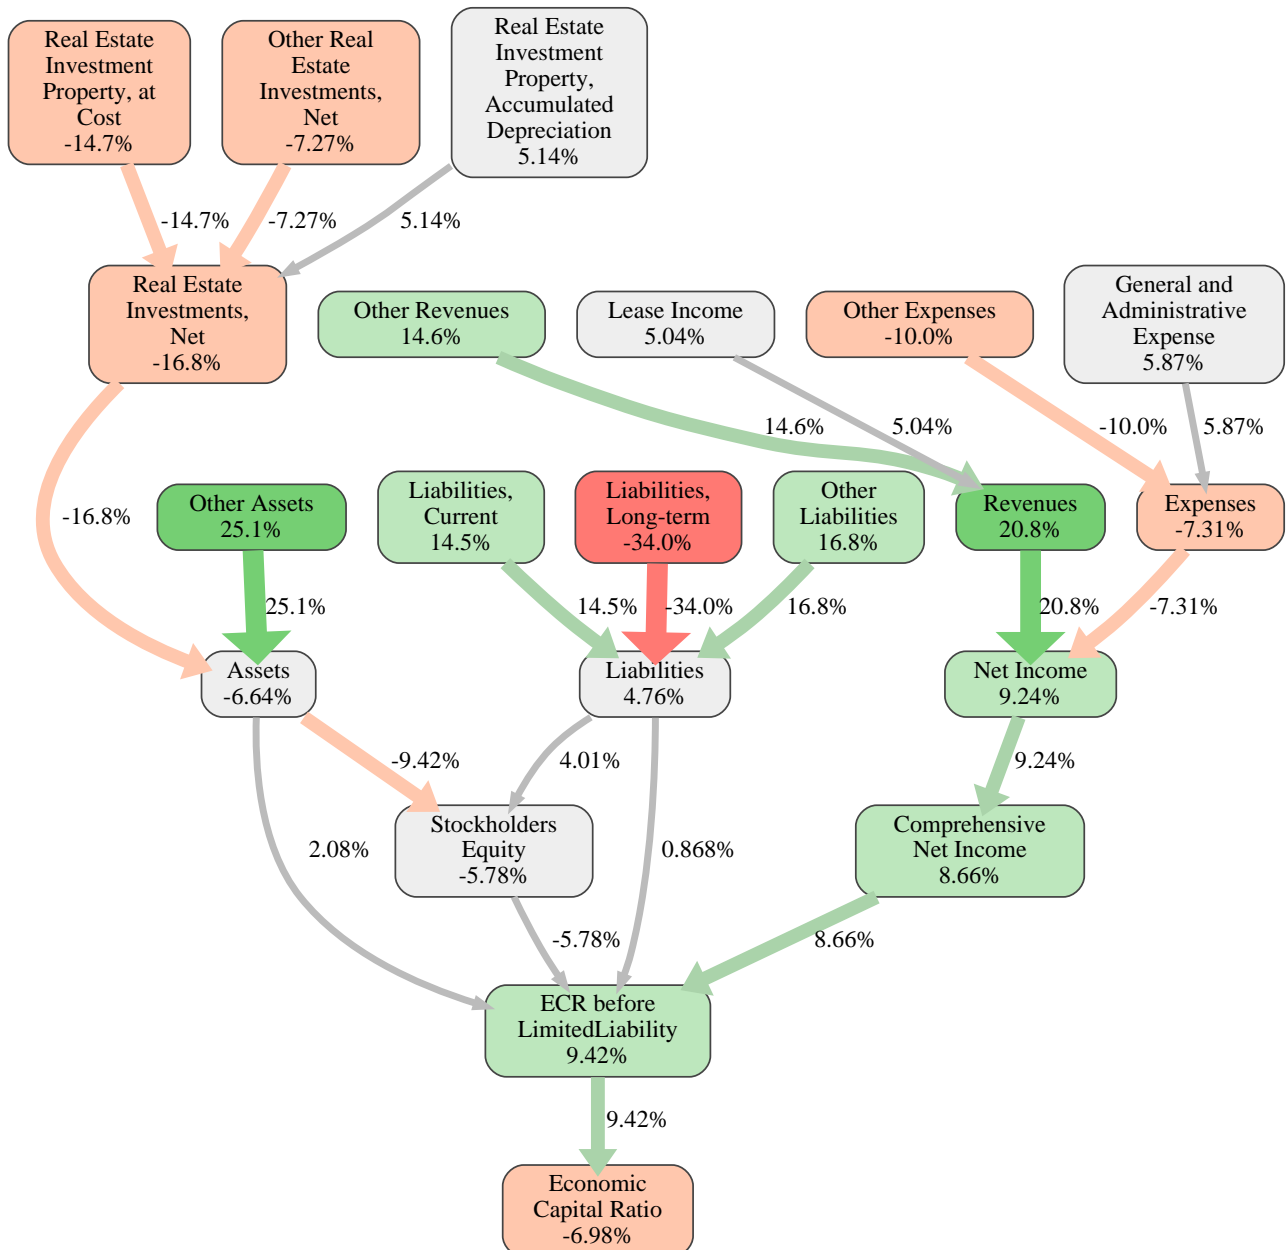 Real Estate
Investment
Property, at
Cost
-14.7%
Other Real
Estate
Investments,
Net
-7.27%
Real Estate
Investment
Property,
Accumulated
Depreciation
5.14%
-14.7%
-7.27%
5.14%
Real Estate
Investments,
Net
-16.8%
Other Revenues
14.6%
Lease Income
5.04%
Other Expenses
-10.0%
General and
Administrative
Expense
5.87%
14.6%
5.04%
-10.0%
5.87%
-16.8%
Other Assets
25.1%
Liabilities,
Current
14.5%
Liabilities,
Long-term
-34.0%
Other
Liabilities
16.8%
Revenues
20.8%
Expenses
-7.31%
25.1%
14.5%
-34.0%
16.8%
20.8%
-7.31%
Assets
-6.64%
Liabilities
4.76%
Net Income
9.24%
-9.42%
4.01%
9.24%
2.08%
Stockholders
Equity
-5.78%
0.868%
Comprehensive
Net Income
8.66%
-5.78%
8.66%
ECR before
LimitedLiability
9.42%
9.42%
Economic
Capital Ratio
-6.98%